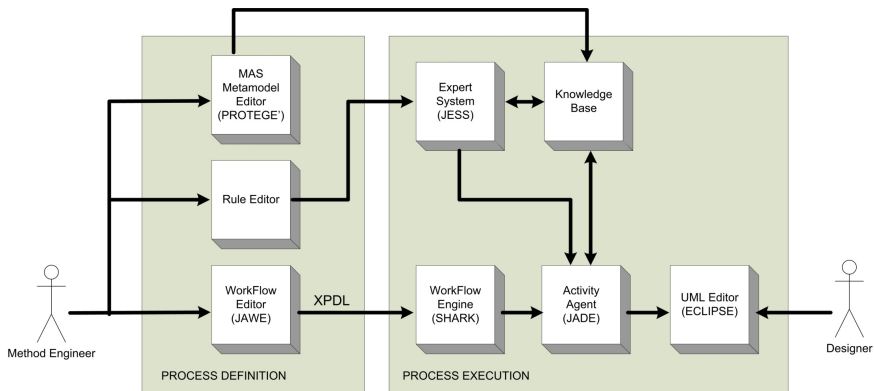 MAS
Metamodel
Editor
(PROTEGE')
Expert
System
(JESS)
Knowledge
Base
Rule Editor
WorkFlow
Editor
(JAWE)
XPDL
WorkFlow
Engine
(SHARK)
Activity
Agent
(JADE)
UML Editor
(ECLIPSE)
Method Engineer
Designer
PROCESS DEFINITION
PROCESS EXECUTION